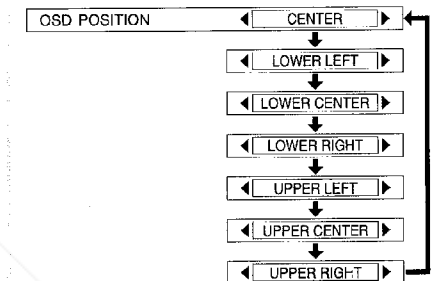 OSD POSITION CENTER
LOWER LEFT
LOWER CENTER
LOWER RIGHT
UPPER LEFT
UPPER CENTER
UPPER RIGHT